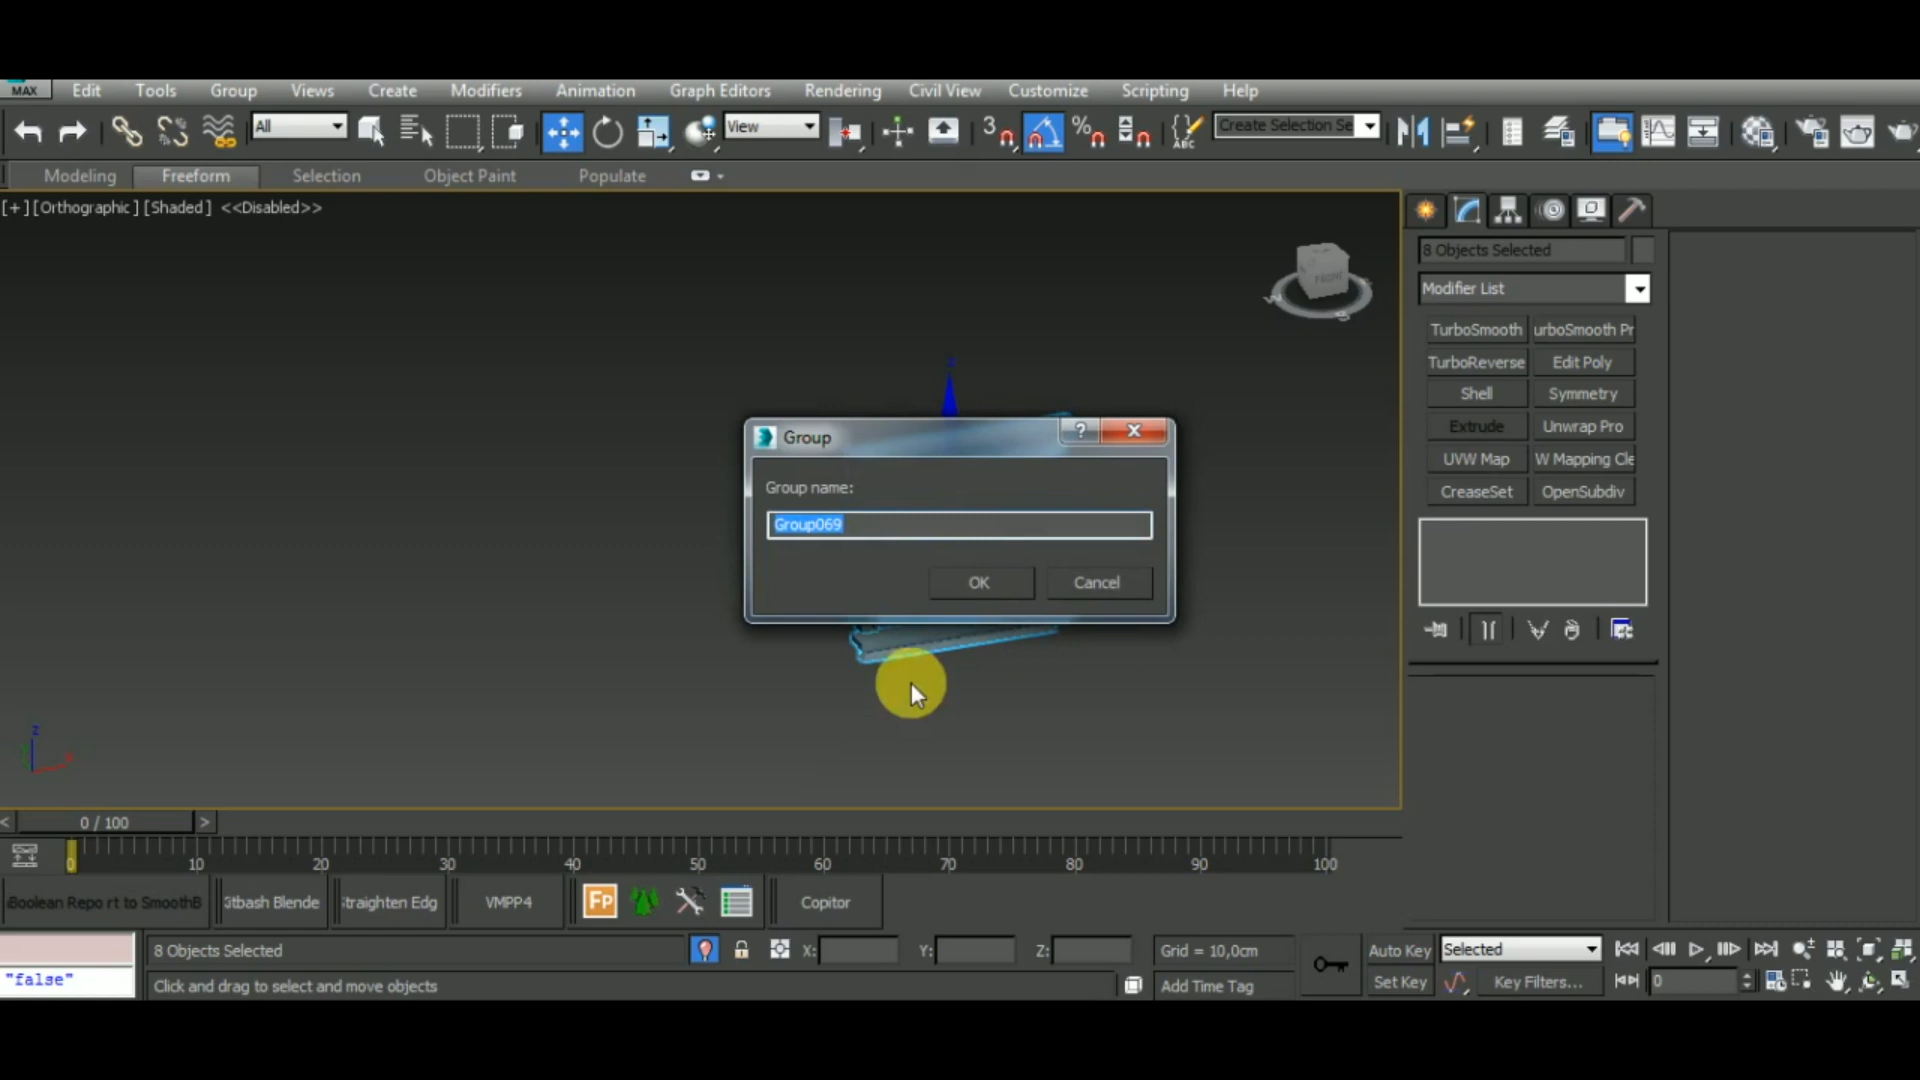 MAX Edit Tools Group Views Create Modifiers Animation Graph Editors Rendering Civil View Customize Scripting Help
All View 3 % ABC Create Selection Se
Modeling Freeform Selection Object Paint Populate
[+][Orthographic][Shaded] <<Disabled>>
FRONT
8 Objects Selected
Modifier List
TurboSmooth urboSmooth Pr
TurboReverse Edit Poly
Shell Symmetry
Extrude Unwrap Pro
UVW Map W Mapping Cle
CreaseSet OpenSubdiv
Group ?
Group name:
Group069
OK Cancel
z
< 0 / 100 >
0 10 20 30 40 50 60 70 80 90 100
Boolean Repo rt to SmoothB itbash Blende traighten Edg VMPP4 FP Copitor
8 Objects Selected X: Y: Z: Grid = 10,0cm Auto Key Selected
"false" Click and drag to select and move objects Add Time Tag Set Key Key Filters... 0